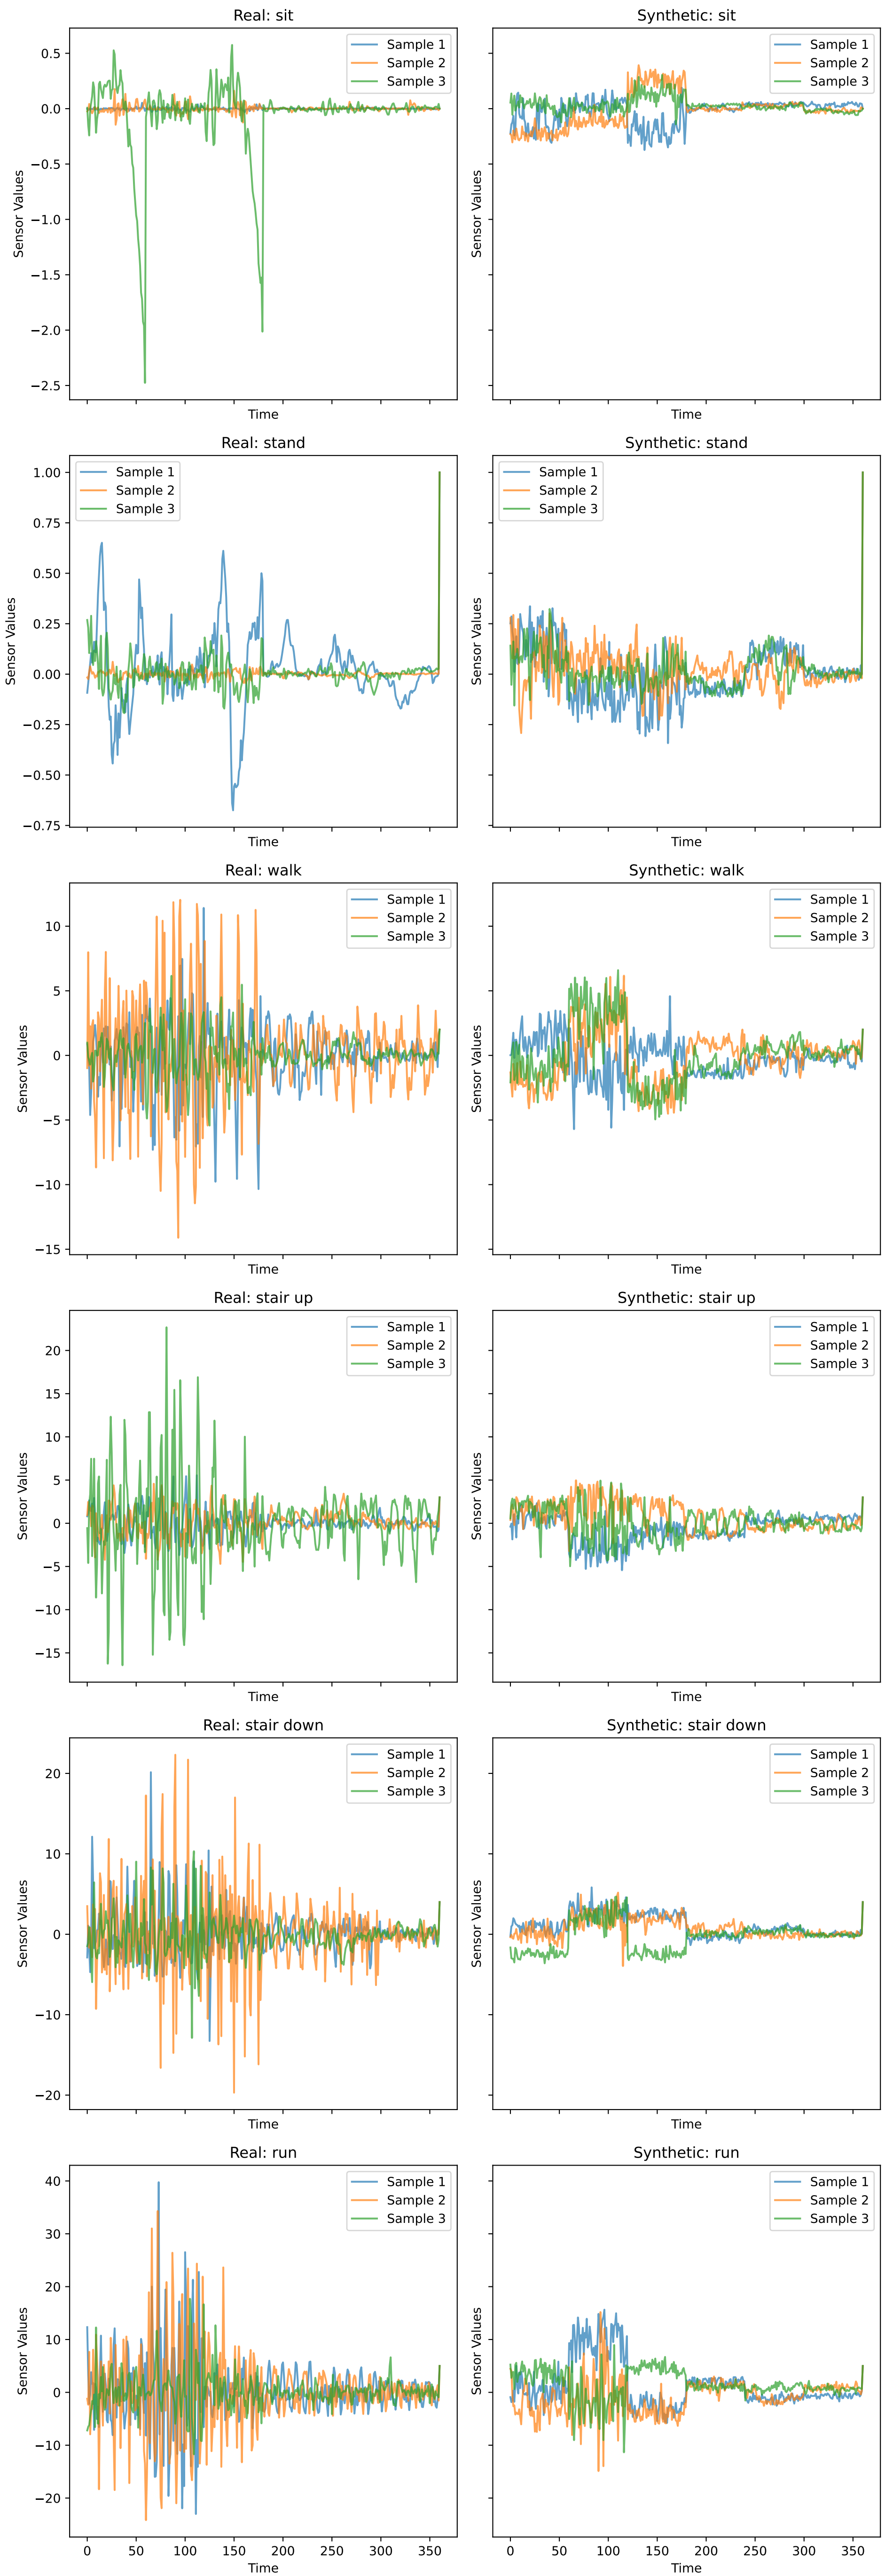 Real: sit
Synthetic: sit
0.5
0.0
−0.5
−1.0
−1.5
−2.0
−2.5
Sensor Values
Sample 1
Sample 2
Sample 3
Time
Sensor Values
Sample 1
Sample 2
Sample 3
Time
Real: stand
Synthetic: stand
1.00
0.75
0.50
0.25
0.00
−0.25
−0.50
−0.75
Sensor Values
Sample 1
Sample 2
Sample 3
Time
Sensor Values
Sample 1
Sample 2
Sample 3
Time
Real: walk
Synthetic: walk
10
5
0
−5
−10
−15
Sensor Values
Sample 1
Sample 2
Sample 3
Time
Sensor Values
Sample 1
Sample 2
Sample 3
Time
Real: stair up
Synthetic: stair up
20
15
10
5
0
−5
−10
−15
Sensor Values
Sample 1
Sample 2
Sample 3
Time
Sensor Values
Sample 1
Sample 2
Sample 3
Time
Real: stair down
Synthetic: stair down
20
10
0
−10
−20
Sensor Values
Sample 1
Sample 2
Sample 3
Time
Sensor Values
Sample 1
Sample 2
Sample 3
Time
Real: run
Synthetic: run
40
30
20
10
0
−10
−20
Sensor Values
Sample 1
Sample 2
Sample 3
0 50 100 150 200 250 300 350
Time
Sensor Values
Sample 1
Sample 2
Sample 3
0 50 100 150 200 250 300 350
Time